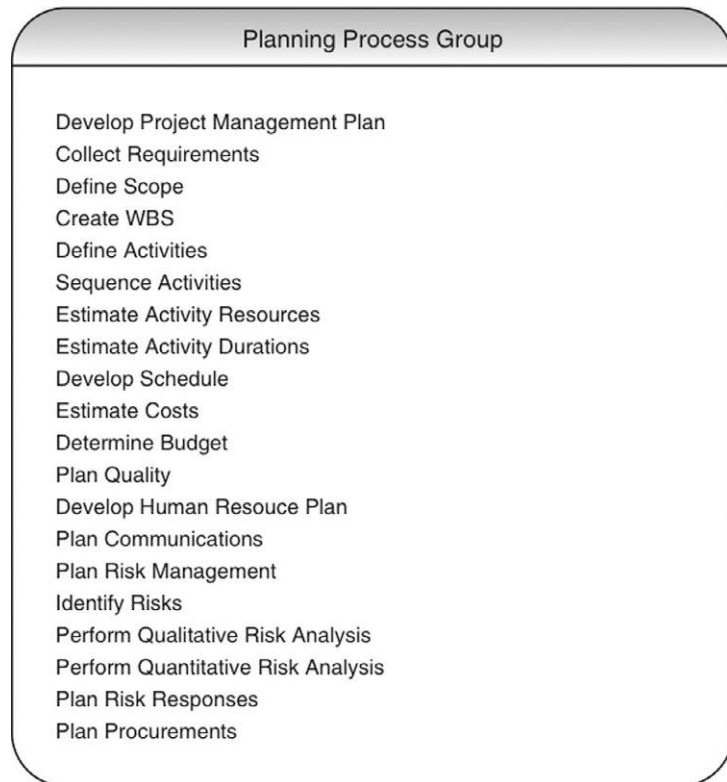 Planning Process Group
Develop Project Management Plan
Collect Requirements
Define Scope
Create WBS
Define Activities
Sequence Activities
Estimate Activity Resources
Estimate Activity Durations
Develop Schedule
Estimate Costs
Determine Budget
Plan Quality
Develop Human Resouce Plan
Plan Communications
Plan Risk Management
Identify Risks
Perform Qualitative Risk Analysis
Perform Quantitative Risk Analysis
Plan Risk Responses
Plan Procurements